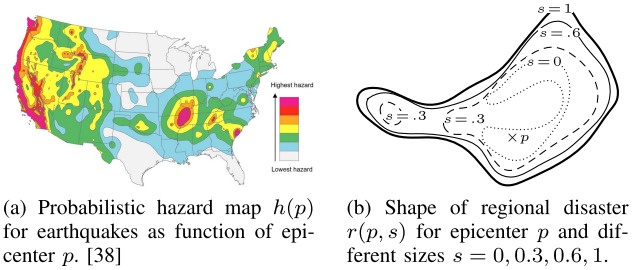 Highest hazard
Lowest hazard
s = 1
s = .6
s = 0
s = .3
s = .3
× p
(a) Probabilistic hazard map h(p)
for earthquakes as function of epi-
center p. [38]
(b) Shape of regional disaster
r(p, s) for epicenter p and dif-
ferent sizes s = 0, 0.3, 0.6, 1.